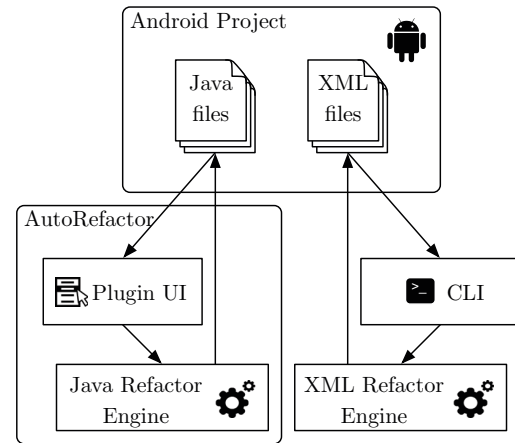 Android Project
Java
files
XML
files
AutoRefactor
Plugin UI
>_
CLI
Java Refactor
Engine
XML Refactor
Engine